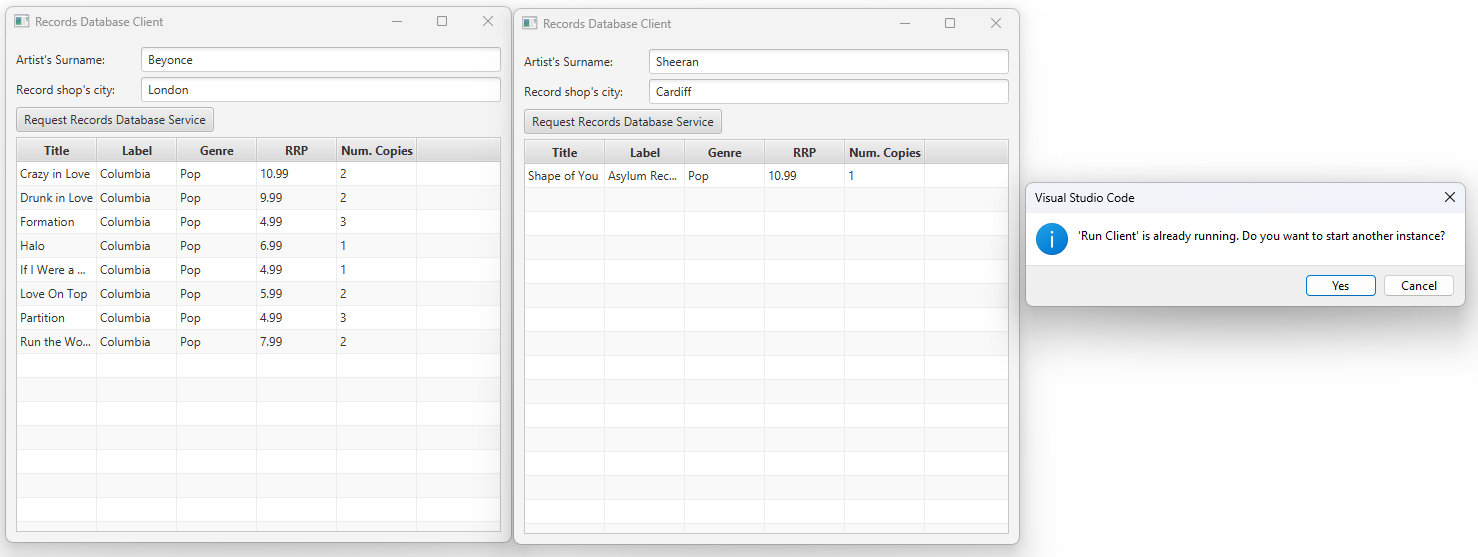 Records Database Client
Artist's Surname: Beyonce
Record shop's city: London
Request Records Database Service
Title Label Genre RRP Num. Copies
Crazy in Love Columbia Pop 10.99 2
Drunk in Love Columbia Pop 9.99 2
Formation Columbia Pop 4.99 3
Halo Columbia Pop 6.99 1
If I Were a ... Columbia Pop 4.99 1
Love On Top Columbia Pop 5.99 2
Partition Columbia Pop 4.99 3
Run the Wo... Columbia Pop 7.99 2
Records Database Client
Artist's Surname: Sheeran
Record shop's city: Cardiff
Request Records Database Service
Title Label Genre RRP Num. Copies
Shape of You Asylum Rec... Pop 10.99 1
Visual Studio Code
'Run Client' is already running. Do you want to start another instance?
Yes Cancel